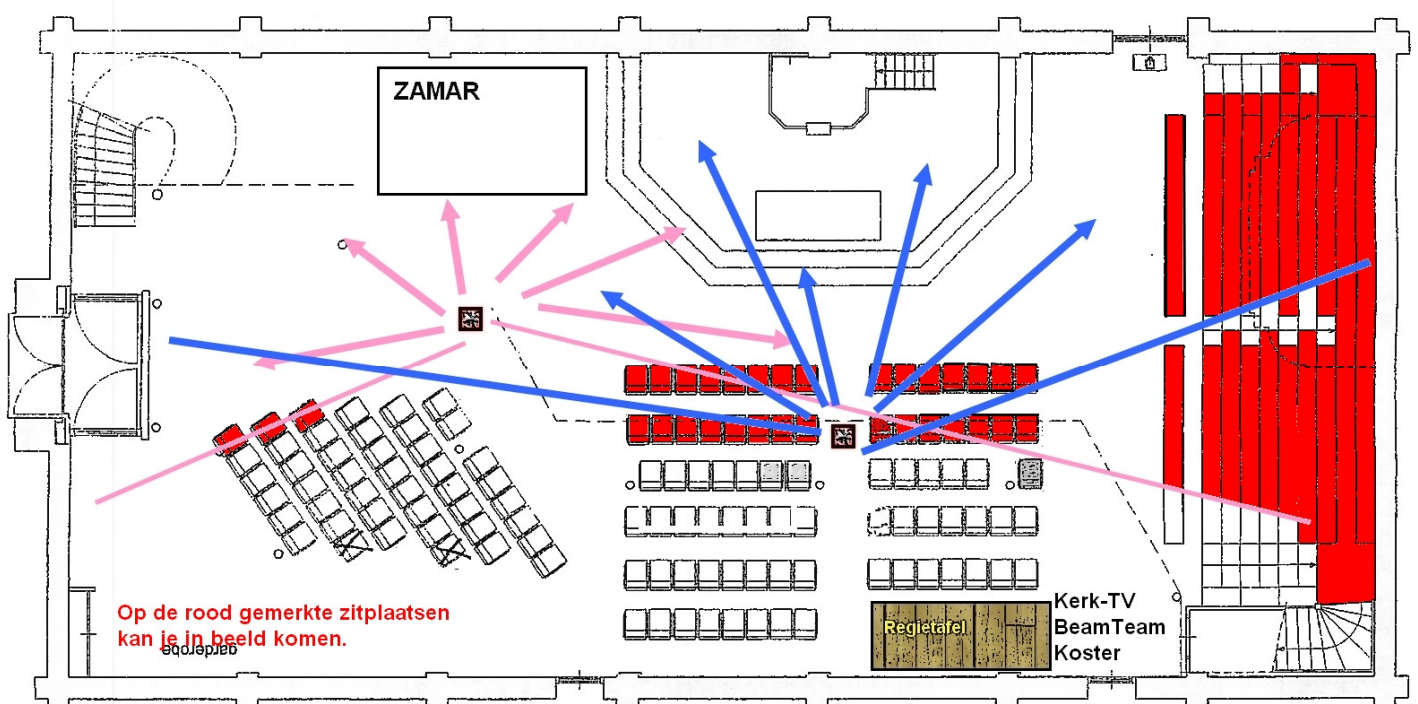 ZAMAR
Op de rood gemerkte zitplaatsen
kan je in beeld komen.
garderobe
Regietafel
Kerk-TV
BeamTeam
Koster